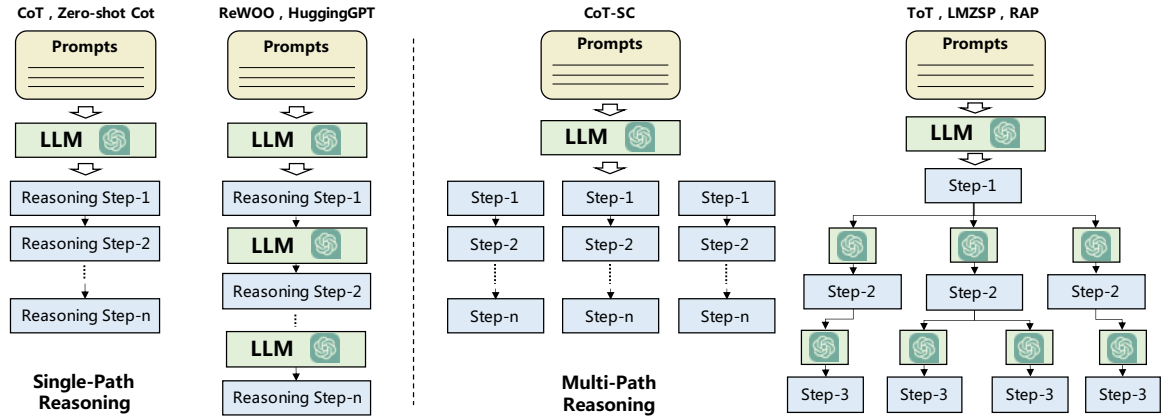 CoT , Zero-shot Cot
Prompts
LLM
Reasoning Step-1
Reasoning Step-2
Reasoning Step-n
Single-Path
Reasoning
ReWOO , HuggingGPT
Prompts
LLM
Reasoning Step-1
LLM
Reasoning Step-2
LLM
Reasoning Step-n
CoT-SC
Prompts
LLM
Step-1 Step-1 Step-1
Step-2 Step-2 Step-2
Step-n Step-n Step-n
Multi-Path
Reasoning
ToT , LMZSP , RAP
Prompts
LLM
Step-1
Step-2 Step-2 Step-2
Step-3 Step-3 Step-3 Step-3